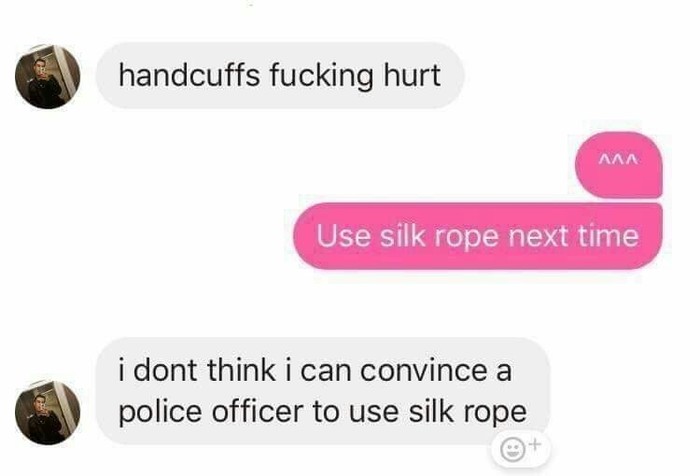 handcuffs fucking hurt
^^^
Use silk rope next time
i dont think i can convince a
police officer to use silk rope